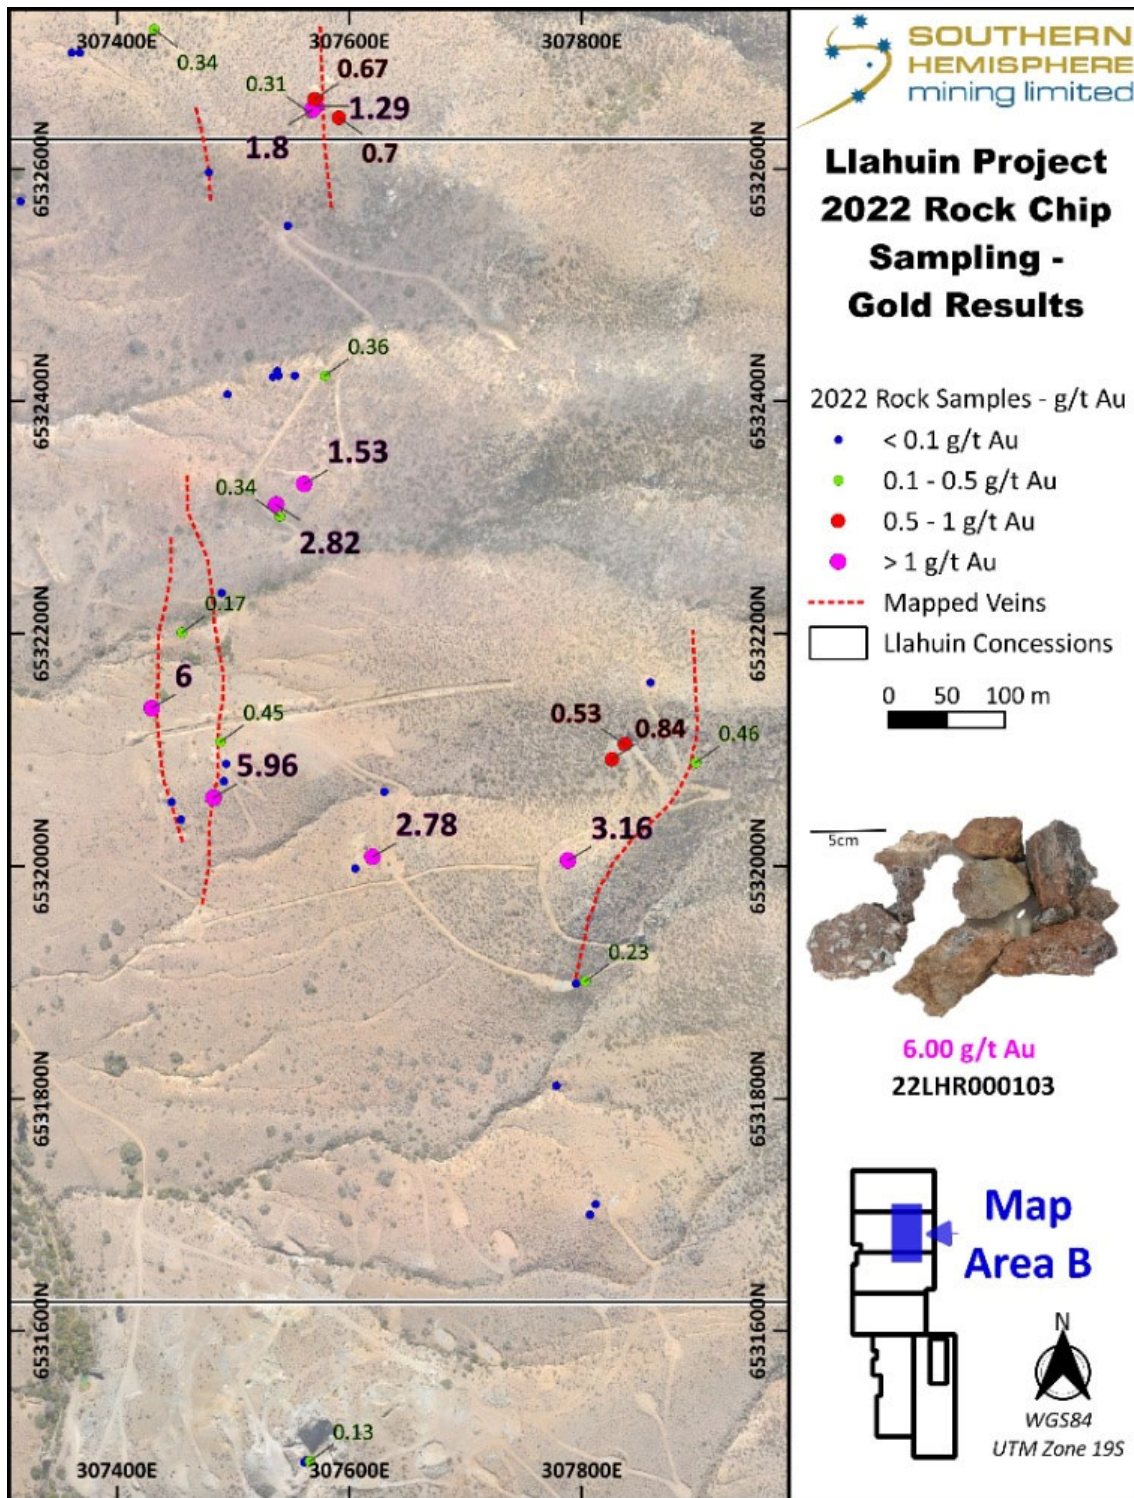 307400E
307600E
307800E
0.34
0.31
0.67
1.29
1.8
0.7
6532600N
6532600N
0.36
6532400N
6532400N
1.53
0.34
2.82
0.17
6532200N
6532200N
6
0.45
0.53
0.84
0.46
5.96
2.78
3.16
6532000N
6532000N
0.23
6531800N
6531800N
6531600N
6531600N
0.13
307400E
307600E
307800E
SOUTHERN
HEMISPHERE
mining limited
Llahuin Project
2022 Rock Chip
Sampling -
Gold Results
2022 Rock Samples - g/t Au
< 0.1 g/t Au
0.1 - 0.5 g/t Au
0.5 - 1 g/t Au
> 1 g/t Au
Mapped Veins
Llahuin Concessions
0 50 100 m
5cm
6.00 g/t Au
22LHR000103
Map
Area B
N
WGS84
UTM Zone 19S